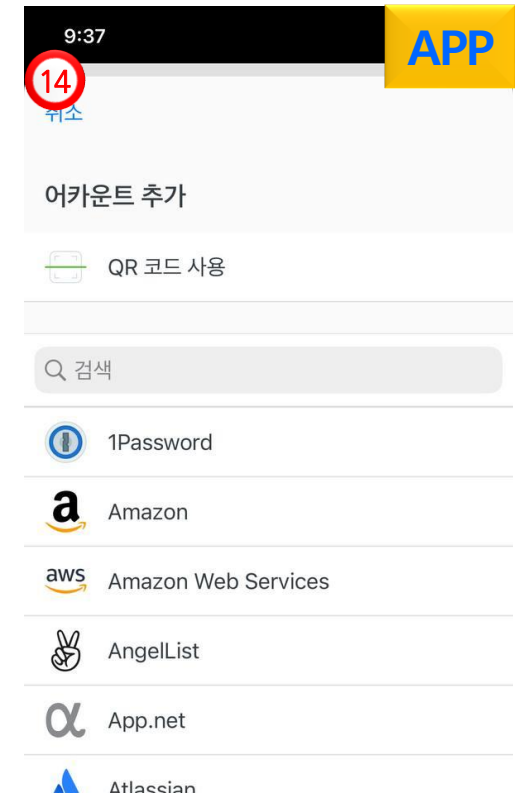 9:37
APP
14
취소
어카운트 추가
QR 코드 사용
검색
1Password
a Amazon
aws Amazon Web Services
AngelList
α App.net
Atlassian